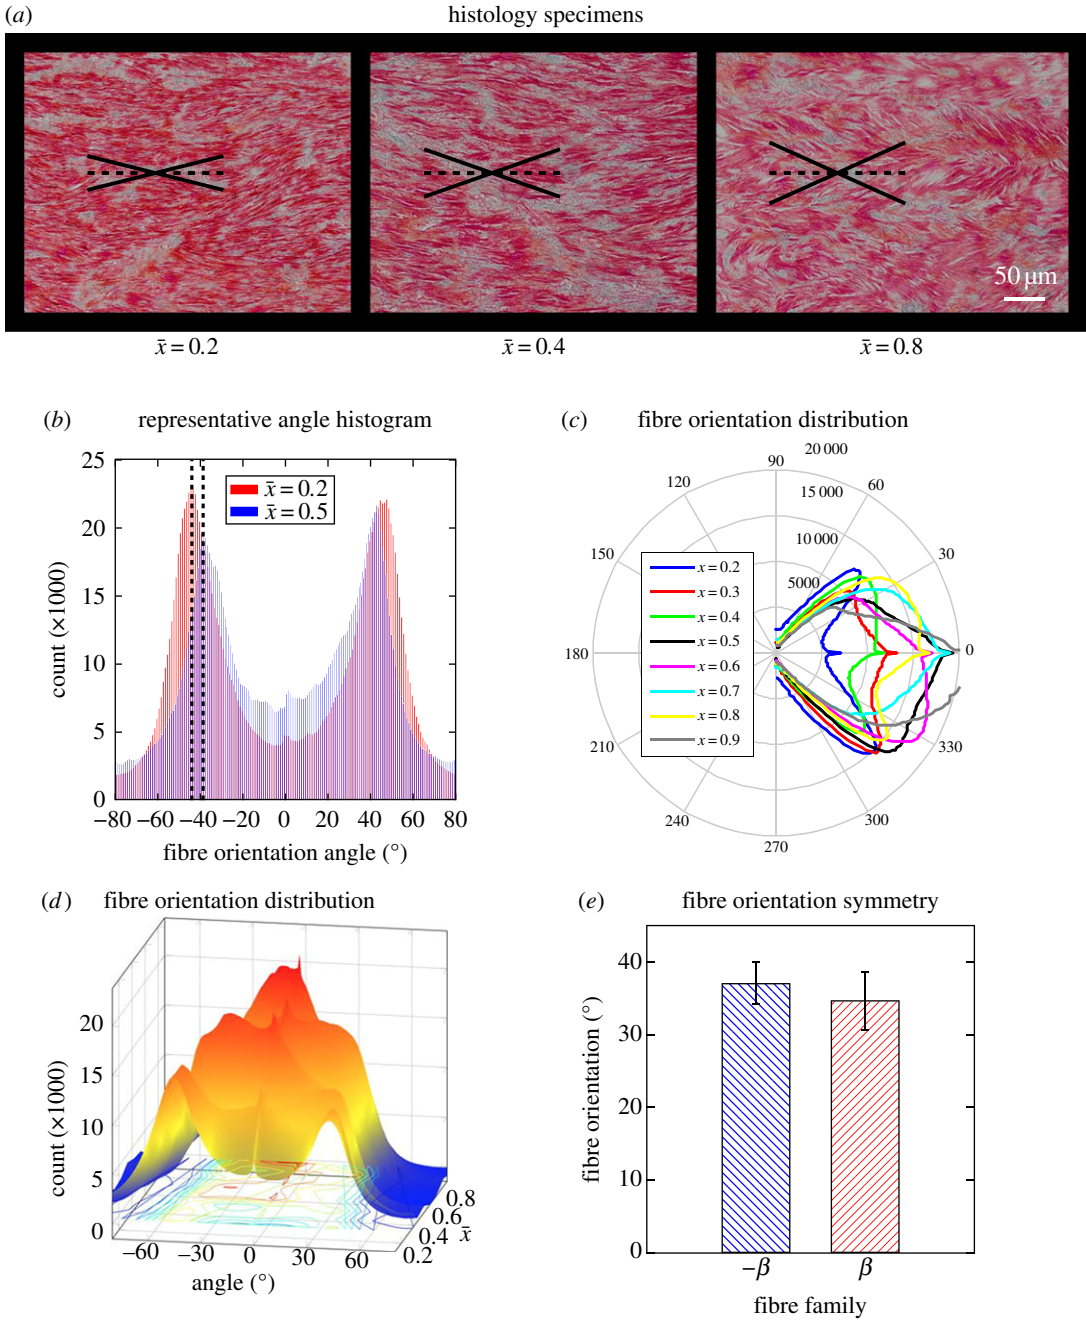 (a) histology specimens
50 µm
x̄ = 0.2 x̄ = 0.4 x̄ = 0.8
(b) representative angle histogram
25
20
15
10
5
0
count (×1000)
x̄ = 0.2
x̄ = 0.5
−80 −60 −40 −20 0 20 40 60 80
fibre orientation angle (°)
(c) fibre orientation distribution
90 20 000
120 15 000 60
10 000
150 5000 30
180 0
210 330
240 300
270
x = 0.2
x = 0.3
x = 0.4
x = 0.5
x = 0.6
x = 0.7
x = 0.8
x = 0.9
(d) fibre orientation distribution
20
15
10
5
0
count (×1000)
−60 −30 0 30 60
angle (°)
0.2 0.4 0.6 0.8
x̄
(e) fibre orientation symmetry
40
30
20
10
0
fibre orientation (°)
−β β
fibre family